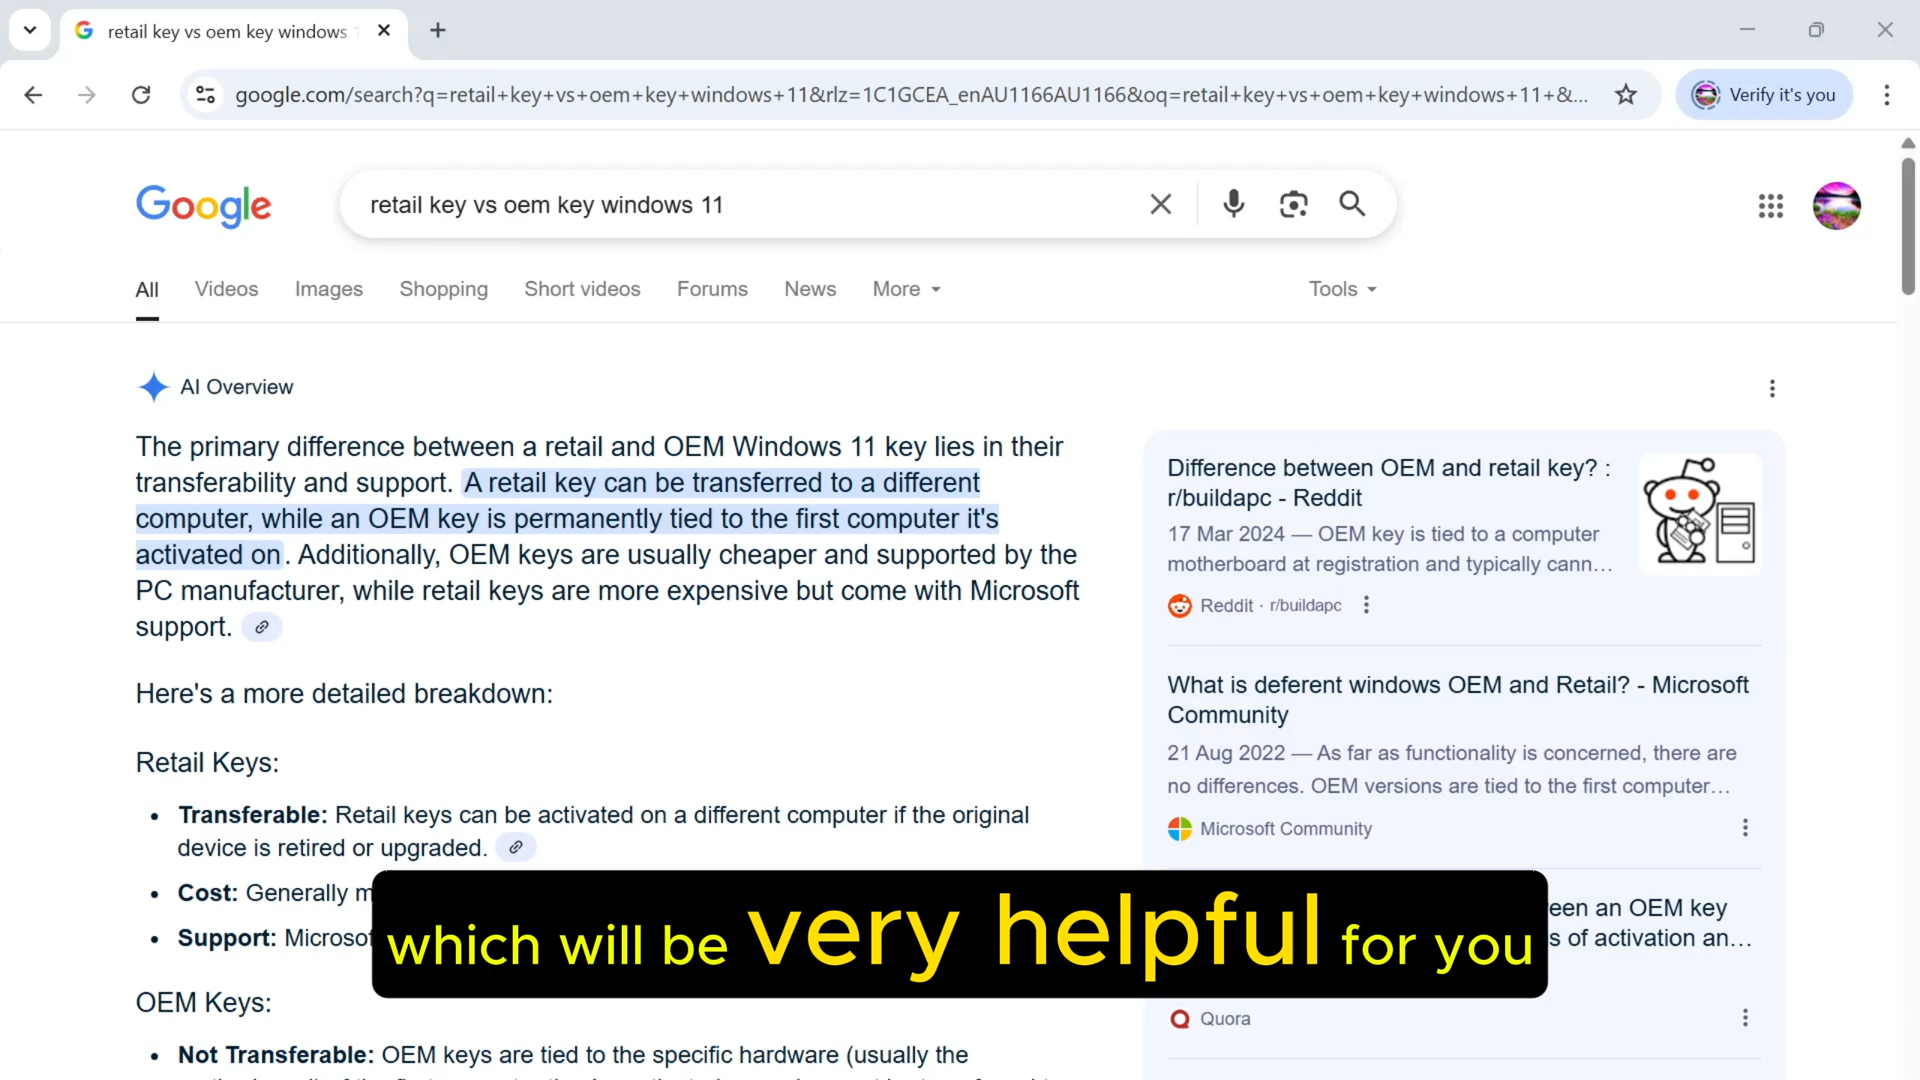 retail key vs oem key windows 1
google.com/search?q=retail+key+vs+oem+key+windows+11&rlz=1C1GCEA_enAU1166AU1166&oq=retail+key+vs+oem+key+windows+11+&...
Verify it's you
Google
retail key vs oem key windows 11
All Videos Images Shopping Short videos Forums News More Tools
AI Overview
The primary difference between a retail and OEM Windows 11 key lies in their
transferability and support. A retail key can be transferred to a different
computer, while an OEM key is permanently tied to the first computer it's
activated on. Additionally, OEM keys are usually cheaper and supported by the
PC manufacturer, while retail keys are more expensive but come with Microsoft
support.
Here's a more detailed breakdown:
Retail Keys:
• Transferable: Retail keys can be activated on a different computer if the original
device is retired or upgraded.
• Cost: Generally m
• Support: Microsof
OEM Keys:
• Not Transferable: OEM keys are tied to the specific hardware (usually the
Difference between OEM and retail key? :
r/buildapc - Reddit
17 Mar 2024 — OEM key is tied to a computer
motherboard at registration and typically cann...
Reddit · r/buildapc
What is deferent windows OEM and Retail? - Microsoft
Community
21 Aug 2022 — As far as functionality is concerned, there are
no differences. OEM versions are tied to the first computer...
Microsoft Community
een an OEM key
s of activation an...
Quora
which will be very helpful for you